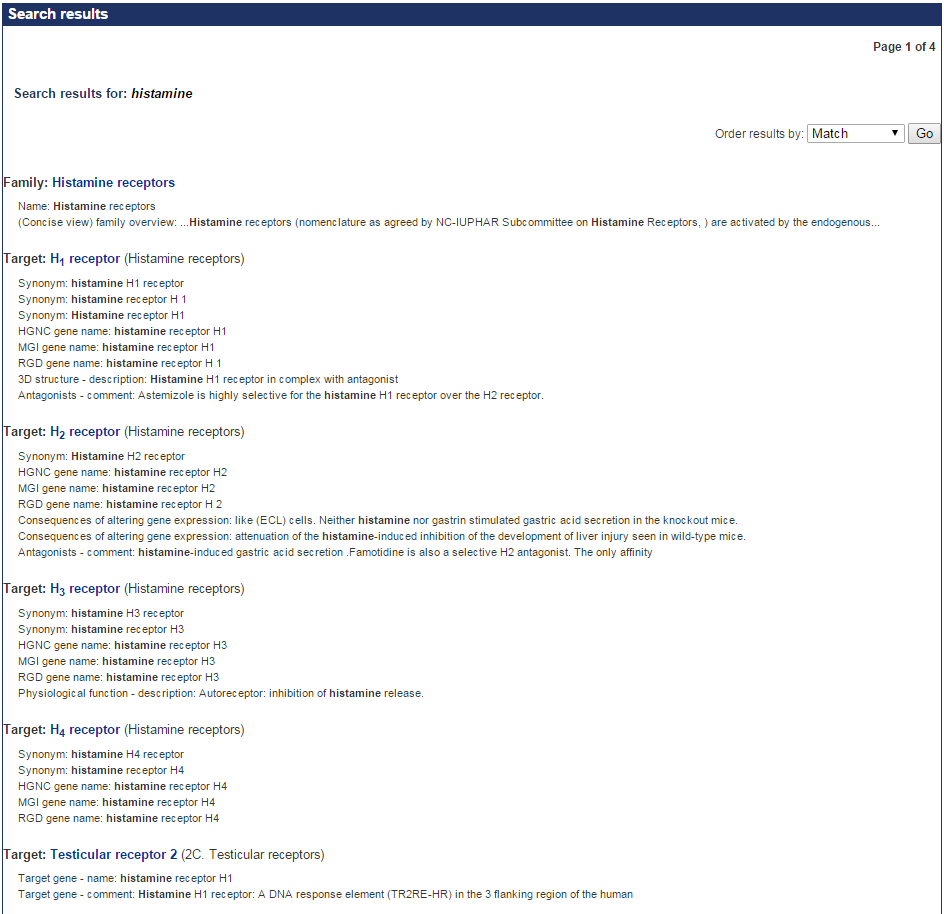 Search results
Page 1 of 4
Search results for: histamine
Order results by: Match Go
Family: Histamine receptors
Name: Histamine receptors
(Concise view) family overview: ...Histamine receptors (nomenclature as agreed by NC-IUPHAR Subcommittee on Histamine Receptors, ) are activated by the endogenous...
Target: H1 receptor (Histamine receptors)
Synonym: histamine H1 receptor
Synonym: histamine receptor H 1
Synonym: Histamine receptor H1
HGNC gene name: histamine receptor H1
MGI gene name: histamine receptor H1
RGD gene name: histamine receptor H 1
3D structure - description: Histamine H1 receptor in complex with antagonist
Antagonists - comment: Astemizole is highly selective for the histamine H1 receptor over the H2 receptor.
Target: H2 receptor (Histamine receptors)
Synonym: Histamine H2 receptor
HGNC gene name: histamine receptor H2
MGI gene name: histamine receptor H2
RGD gene name: histamine receptor H 2
Consequences of altering gene expression: like (ECL) cells. Neither histamine nor gastrin stimulated gastric acid secretion in the knockout mice.
Consequences of altering gene expression: attenuation of the histamine-induced inhibition of the development of liver injury seen in wild-type mice.
Antagonists - comment: histamine-induced gastric acid secretion .Famotidine is also a selective H2 antagonist. The only affinity
Target: H3 receptor (Histamine receptors)
Synonym: histamine H3 receptor
Synonym: histamine receptor H3
HGNC gene name: histamine receptor H3
MGI gene name: histamine receptor H3
RGD gene name: histamine receptor H3
Physiological function - description: Autoreceptor: inhibition of histamine release.
Target: H4 receptor (Histamine receptors)
Synonym: histamine H4 receptor
Synonym: histamine receptor H4
HGNC gene name: histamine receptor H4
MGI gene name: histamine receptor H4
RGD gene name: histamine receptor H4
Target: Testicular receptor 2 (2C. Testicular receptors)
Target gene - name: histamine receptor H1
Target gene - comment: Histamine H1 receptor: A DNA response element (TR2RE-HR) in the 3 flanking region of the human